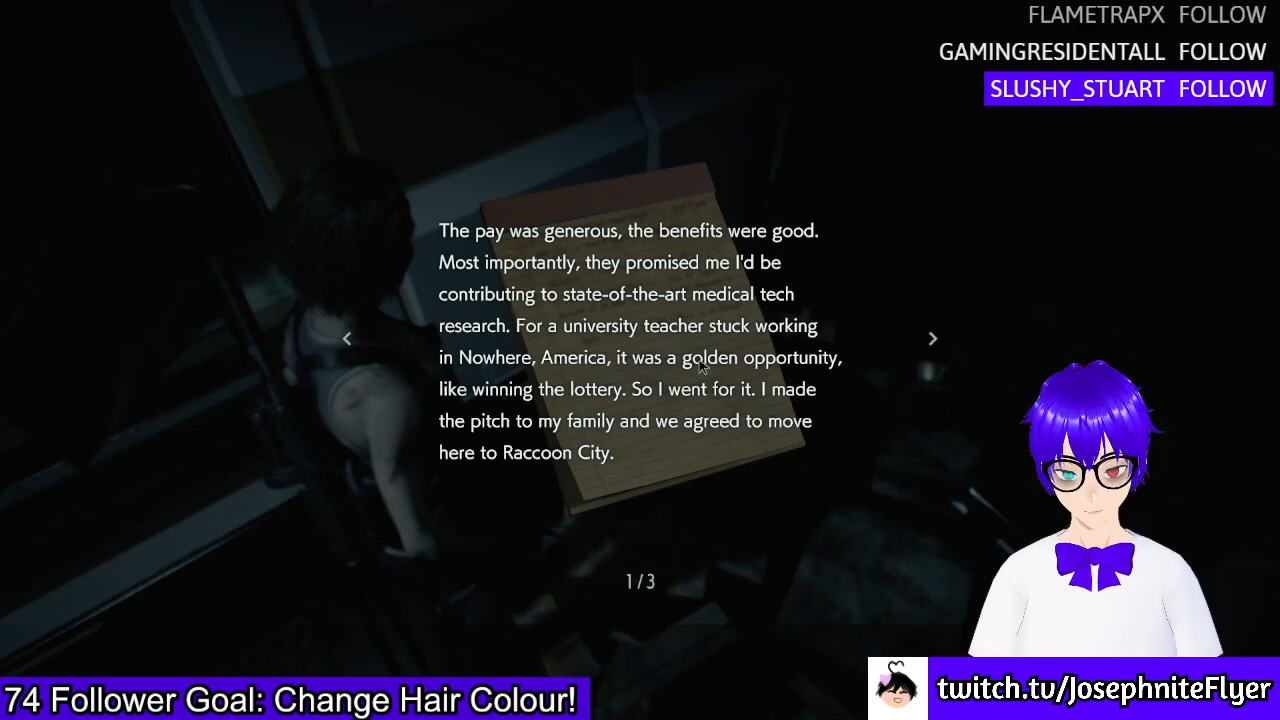 FLAMETRAPX FOLLOW
GAMINGRESIDENTALL FOLLOW
SLUSHY_STUART FOLLOW
The pay was generous, the benefits were good.
Most importantly, they promised me I'd be
contributing to state-of-the-art medical tech
research. For a university teacher stuck working
in Nowhere, America, it was a golden opportunity,
like winning the lottery. So I went for it. I made
the pitch to my family and we agreed to move
here to Raccoon City.
1/3
74 Follower Goal: Change Hair Colour!
twitch.tv/JosephniteFlyer